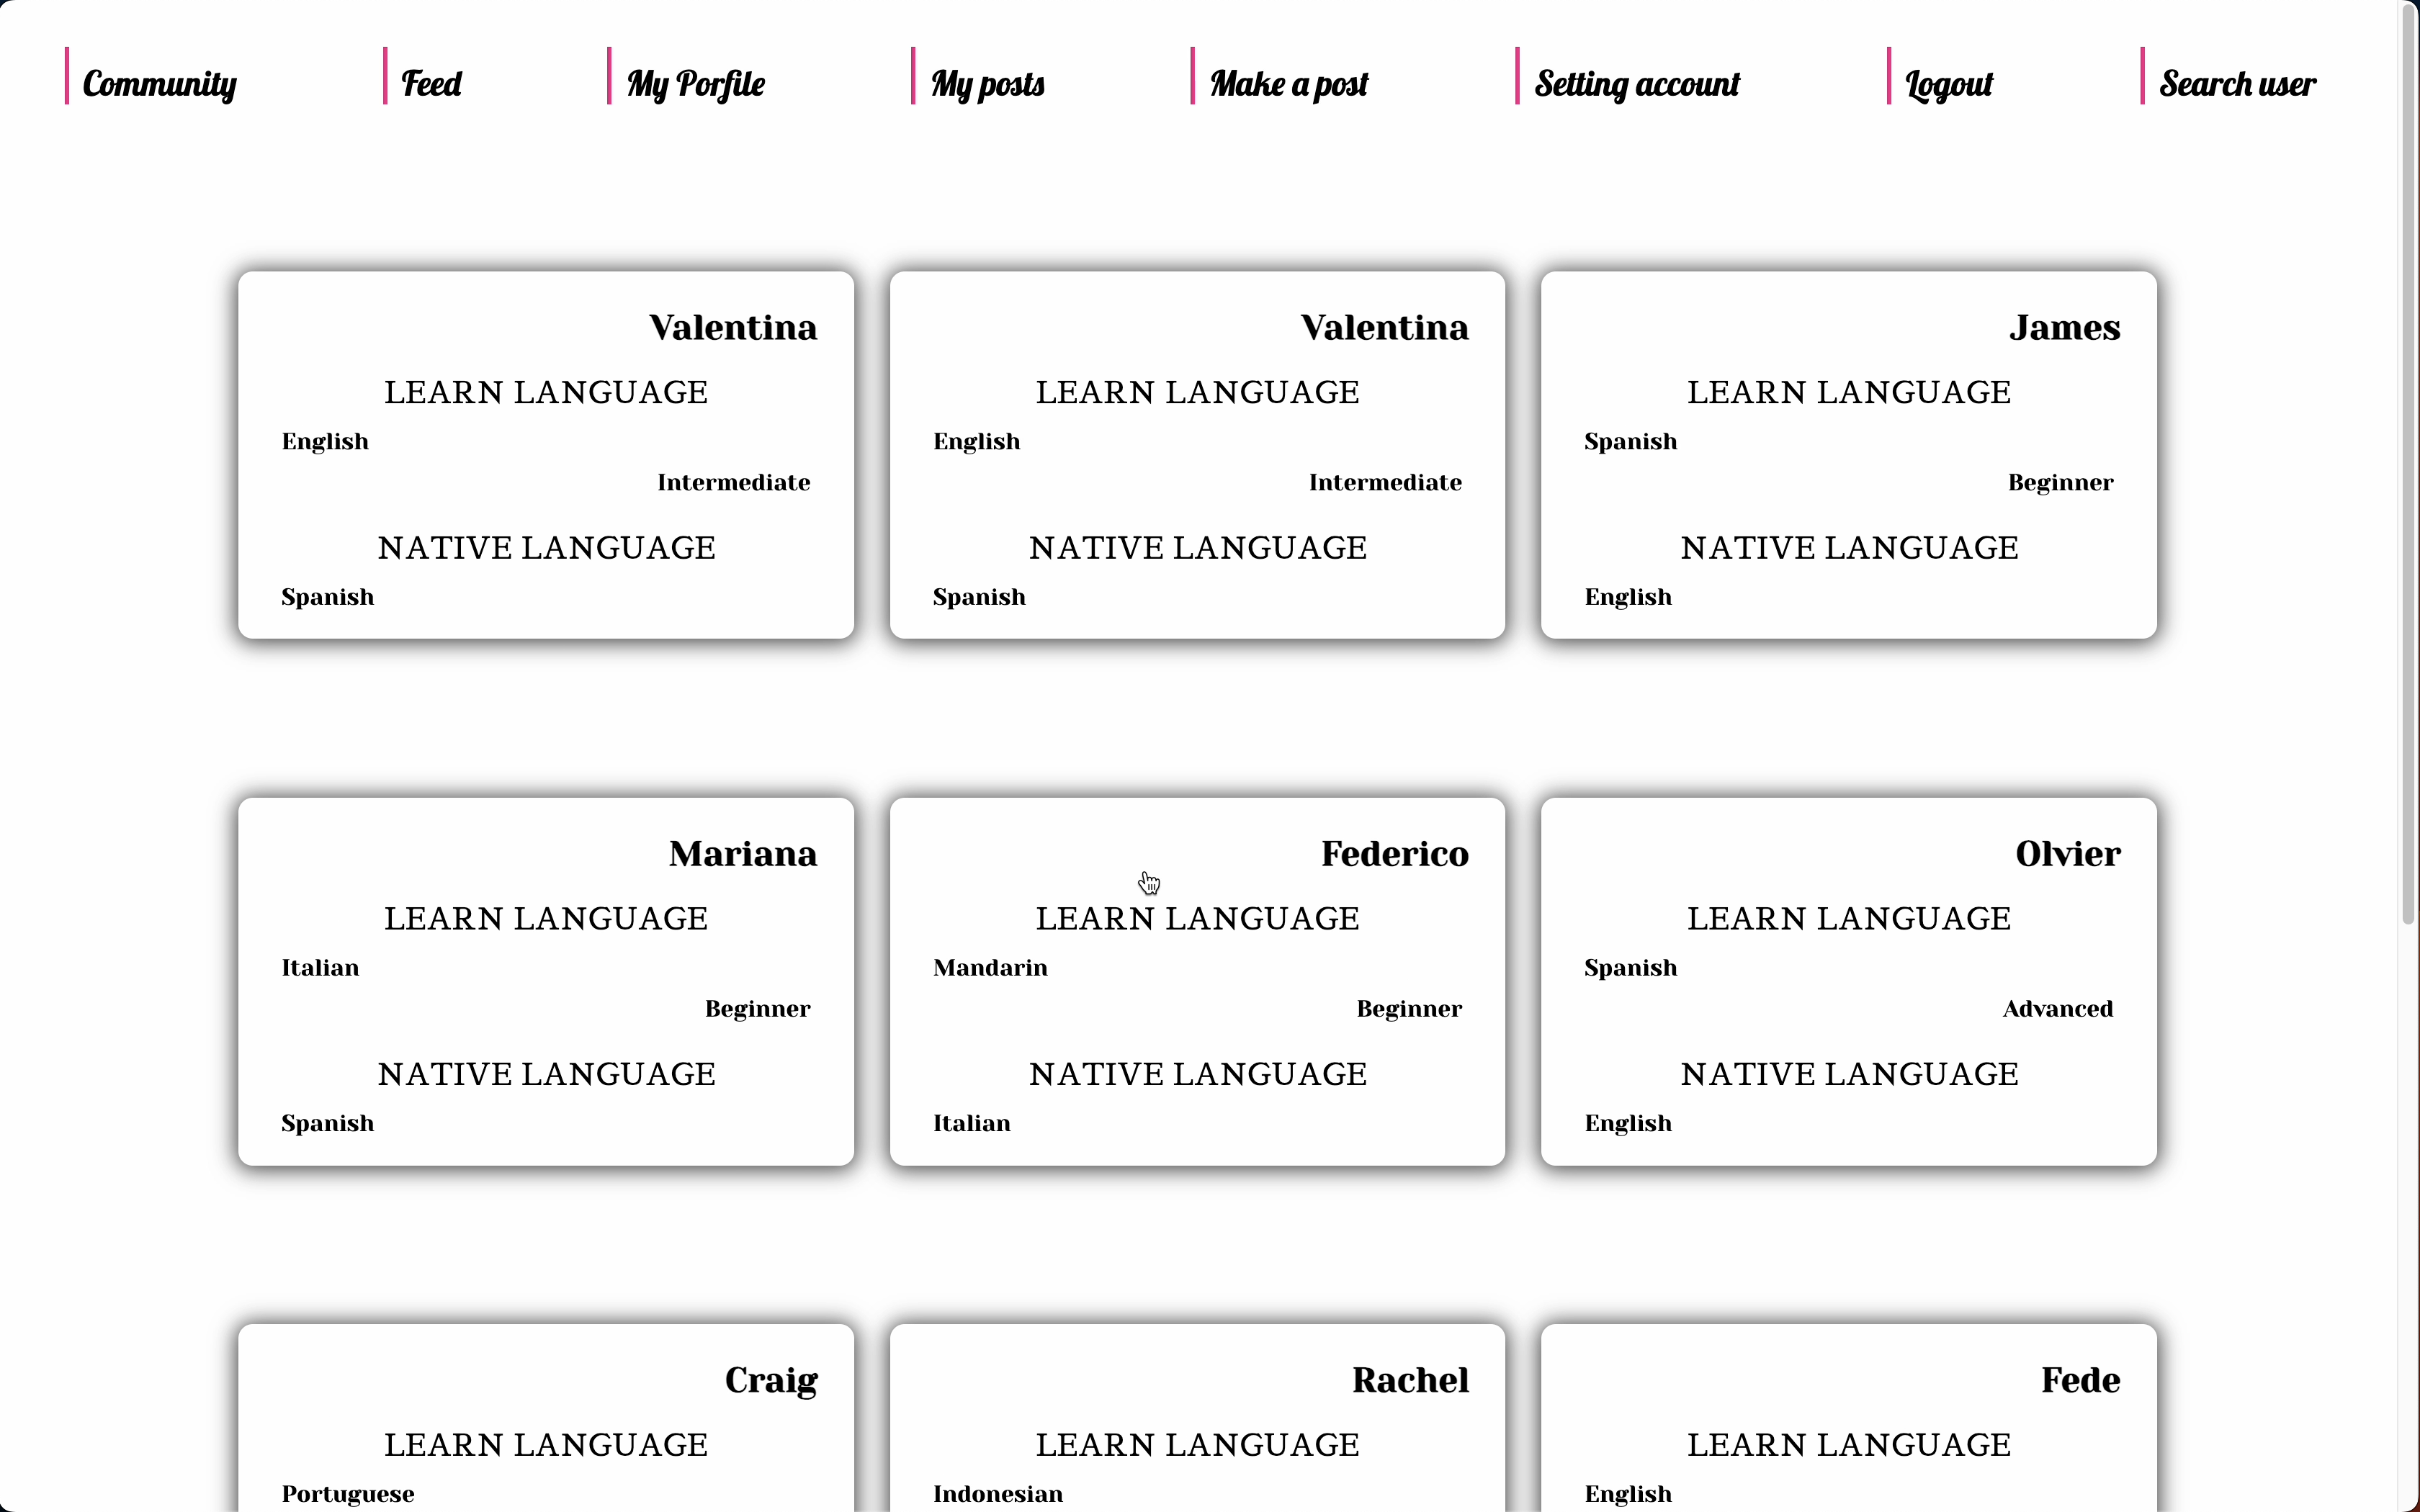 Community Feed My Porfile My posts Make a post Setting account Logout Search user
Valentina
LEARN LANGUAGE
English
Intermediate
NATIVE LANGUAGE
Spanish
Valentina
LEARN LANGUAGE
English
Intermediate
NATIVE LANGUAGE
Spanish
James
LEARN LANGUAGE
Spanish
Beginner
NATIVE LANGUAGE
English
Mariana
LEARN LANGUAGE
Italian
Beginner
NATIVE LANGUAGE
Spanish
Federico
LEARN LANGUAGE
Mandarin
Beginner
NATIVE LANGUAGE
Italian
Olvier
LEARN LANGUAGE
Spanish
Advanced
NATIVE LANGUAGE
English
Craig
LEARN LANGUAGE
Portuguese
Rachel
LEARN LANGUAGE
Indonesian
Fede
LEARN LANGUAGE
English